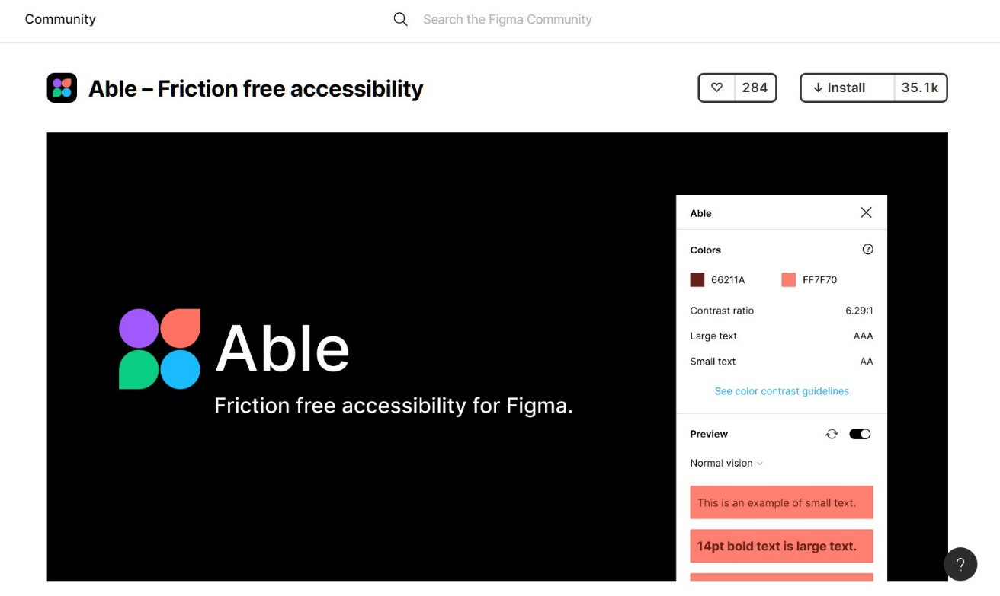 Community
Search the Figma Community
Able – Friction free accessibility
284
Install
35.1k
Able
Friction free accessibility for Figma.
Able
Colors
?
66211A
FF7F70
Contrast ratio 6.29:1
Large text AAA
Small text AA
See color contrast guidelines
Preview
Normal vision
This is an example of small text.
14pt bold text is large text.
?